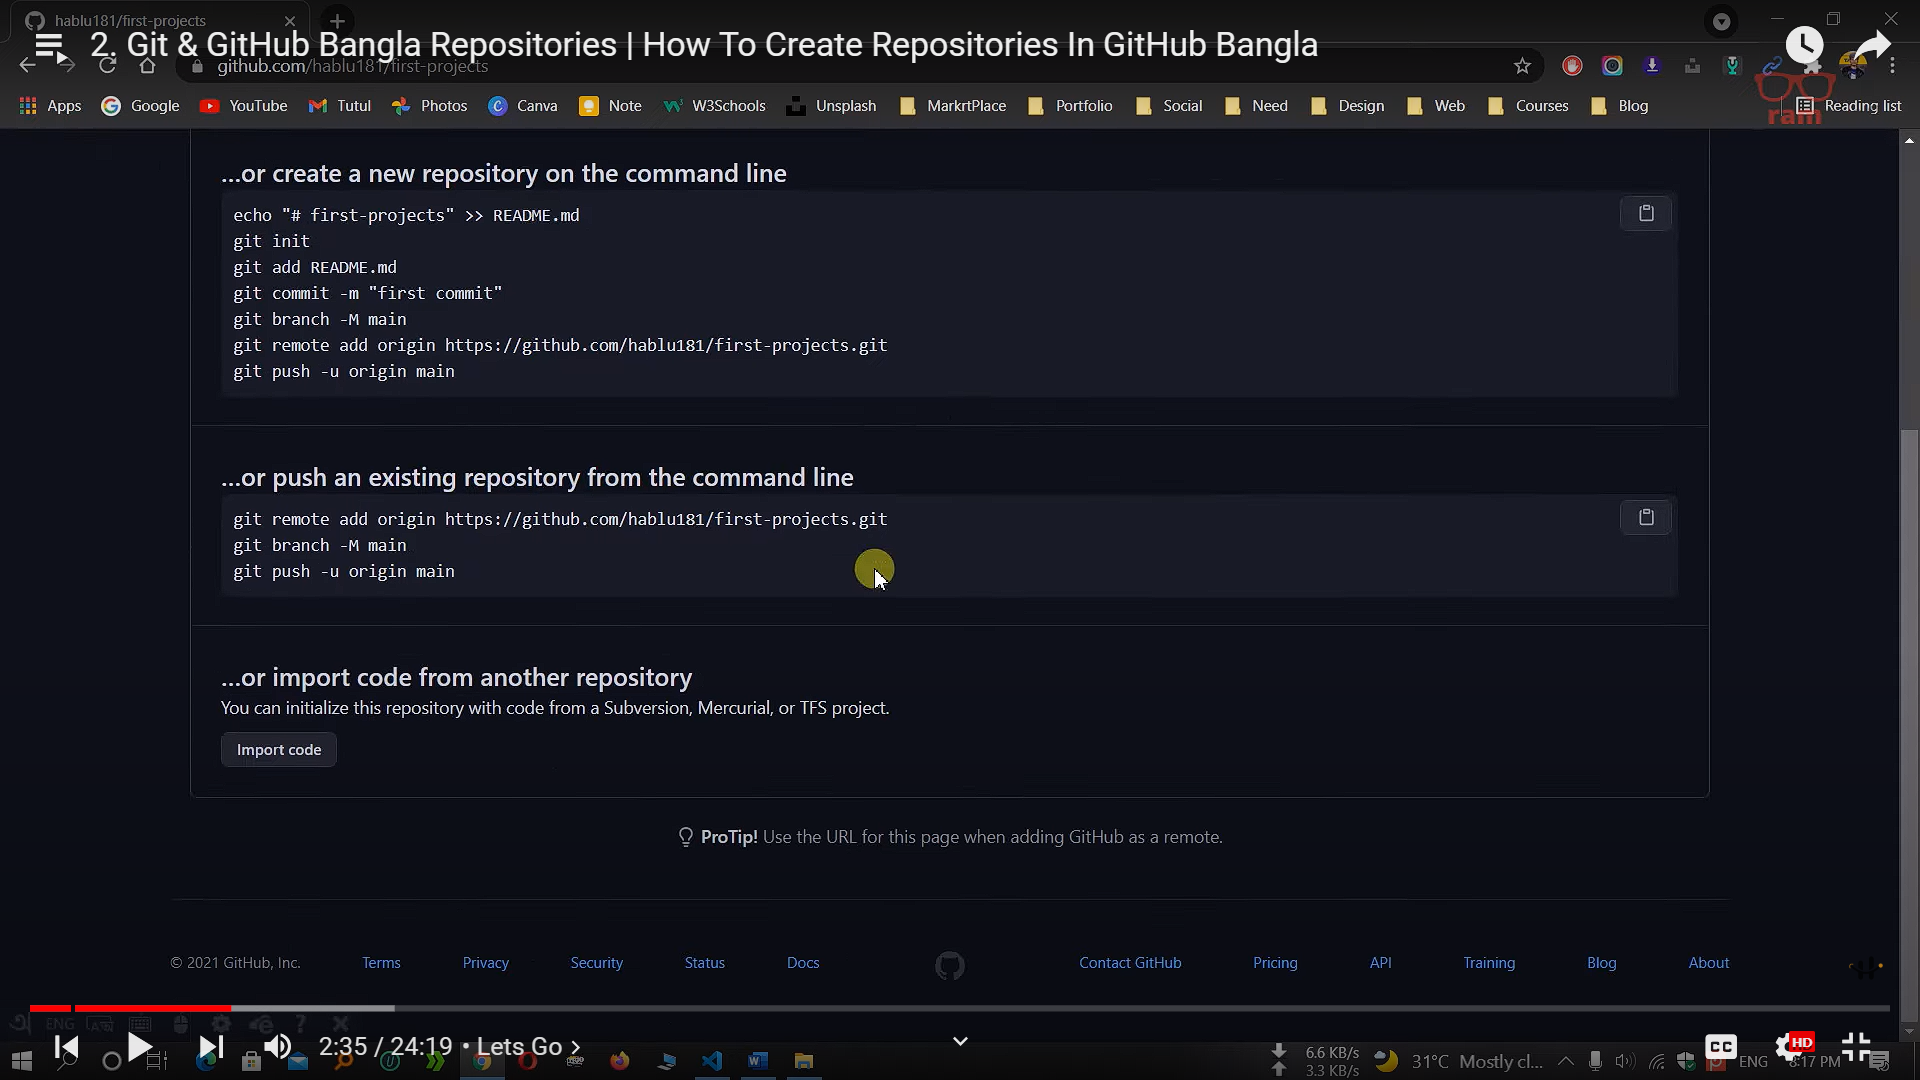 hablu181/first-projects
2. Git & GitHub Bangla Repositories | How To Create Repositories In GitHub Bangla
github.com/hablu181/first-projects
Apps Google YouTube Tutul Photos Canva Note W3Schools Unsplash MarkrtPlace Portfolio Social Need Design Web Courses Blog Reading list
ram
...or create a new repository on the command line
echo "# first-projects" >> README.md
git init
git add README.md
git commit -m "first commit"
git branch -M main
git remote add origin https://github.com/hablu181/first-projects.git
git push -u origin main
...or push an existing repository from the command line
git remote add origin https://github.com/hablu181/first-projects.git
git branch -M main
git push -u origin main
...or import code from another repository
You can initialize this repository with code from a Subversion, Mercurial, or TFS project.
Import code
ProTip! Use the URL for this page when adding GitHub as a remote.
© 2021 GitHub, Inc. Terms Privacy Security Status Docs Contact GitHub Pricing API Training Blog About
ENG
2:35 / 24:19 • Lets Go
CC HD
6.6 KB/s
3.3 KB/s
31°C Mostly cl... ENG 8:17 PM